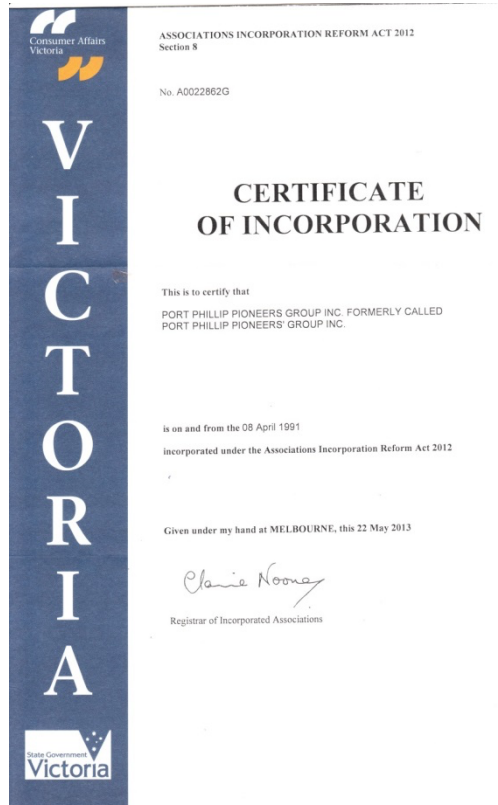 Consumer Affairs
Victoria
VICTORIA
State Government
Victoria
ASSOCIATIONS INCORPORATION REFORM ACT 2012
Section 8
No. A0022862G
CERTIFICATE
OF INCORPORATION
This is to certify that
PORT PHILLIP PIONEERS GROUP INC. FORMERLY CALLED
PORT PHILLIP PIONEERS' GROUP INC.
is on and from the 08 April 1991
incorporated under the Associations Incorporation Reform Act 2012
Given under my hand at MELBOURNE, this 22 May 2013
Claire Noone
Registrar of Incorporated Associations